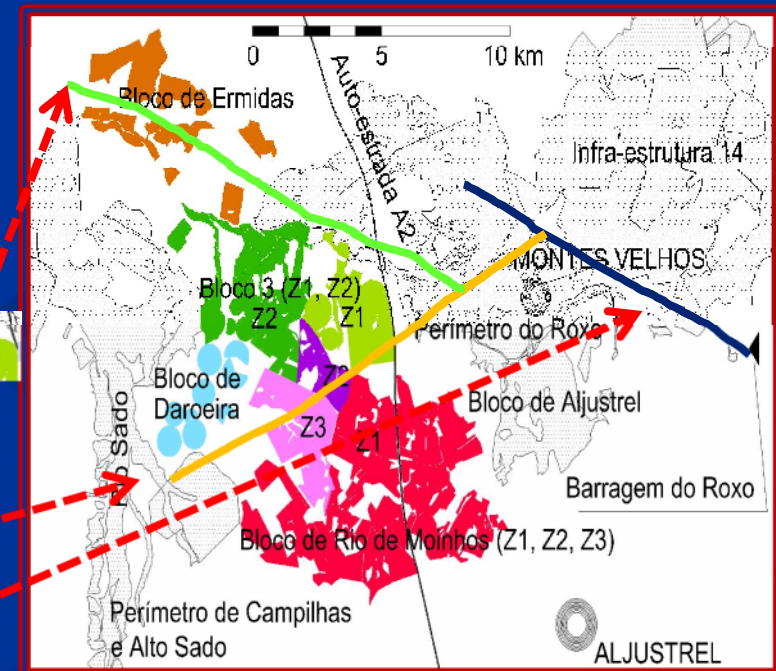 0 5 10 km
Bloco de Ermidas
Auto-estrada A2
Infra-estrutura 14
MONTES VELHOS
Bloco 3 (Z1, Z2)
Z2
Z1
Perímetro do Roxo
Bloco de
Daroeira
Z2
Bloco de Aljustrel
Z3
Z1
Rio Sado
Barragem do Roxo
Bloco de Rio de Moinhos (Z1, Z2, Z3)
Perímetro de Campilhas
e Alto Sado
ALJUSTREL